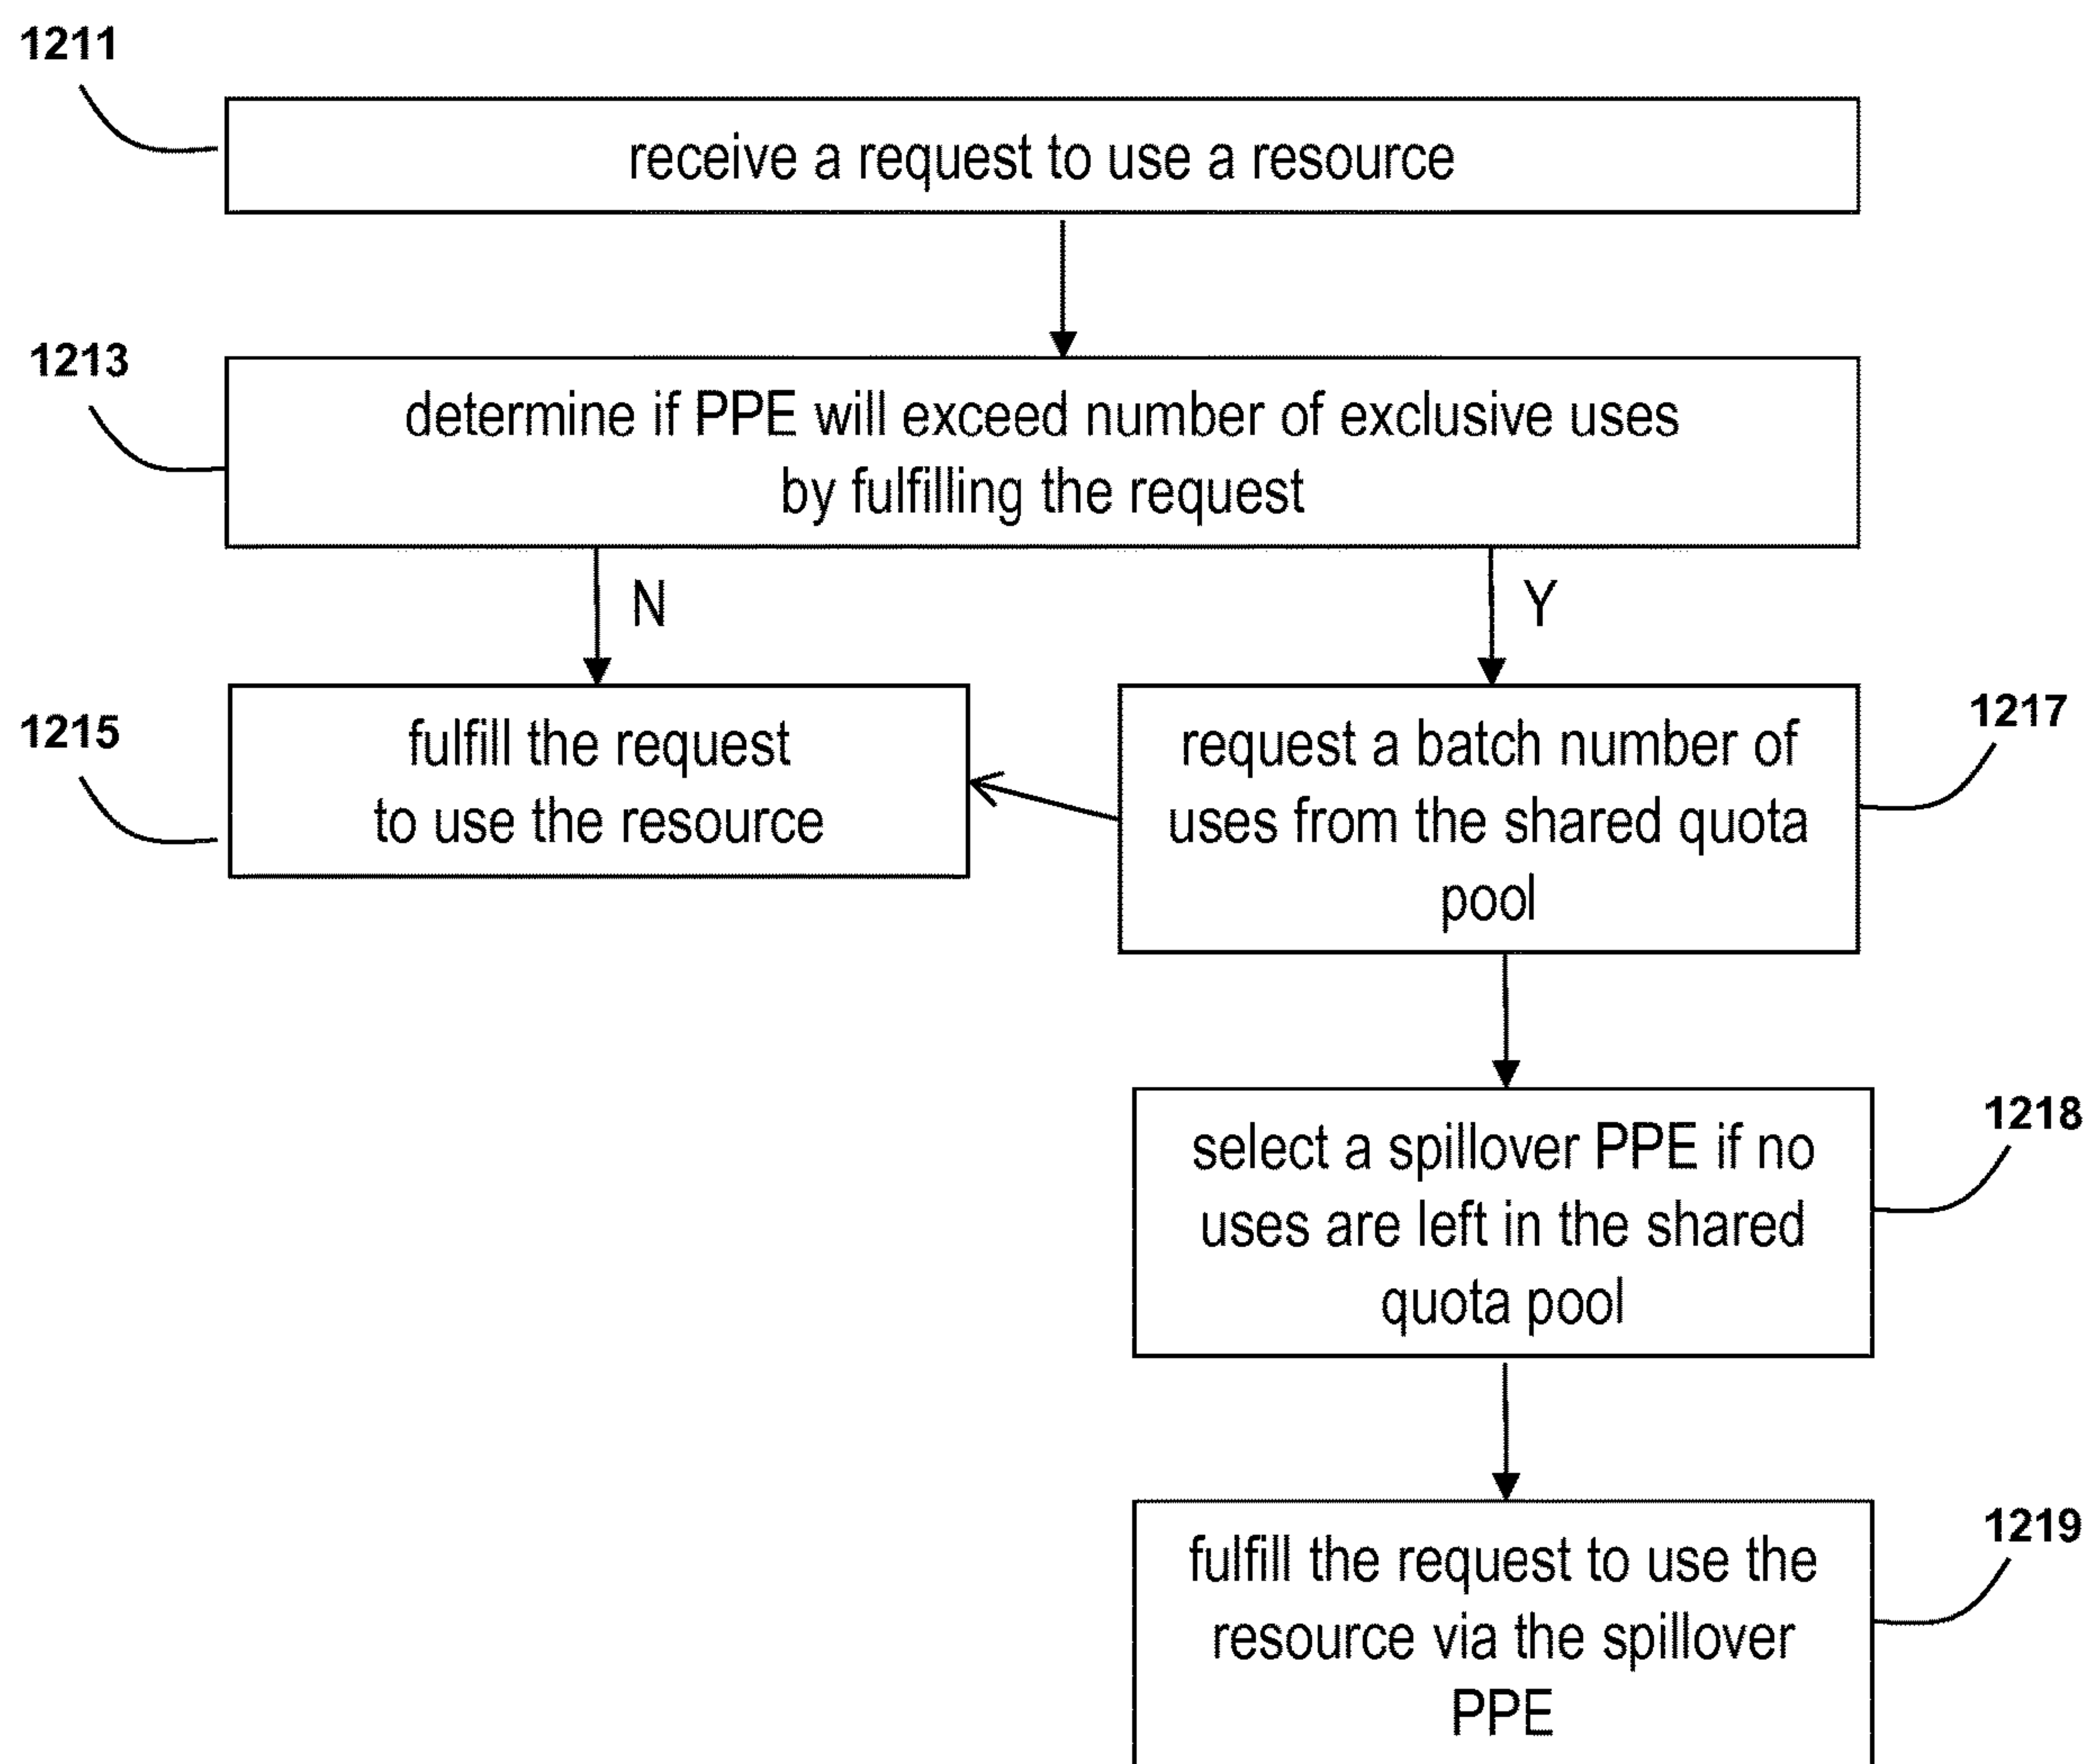 1211
receive a request to use a resource
1213
determine if PPE will exceed number of exclusive uses
by fulfilling the request
N
Y
1215
fulfill the request
to use the resource
1217
request a batch number of
uses from the shared quota
pool
1218
select a spillover PPE if no
uses are left in the shared
quota pool
1219
fulfill the request to use the
resource via the spillover
PPE